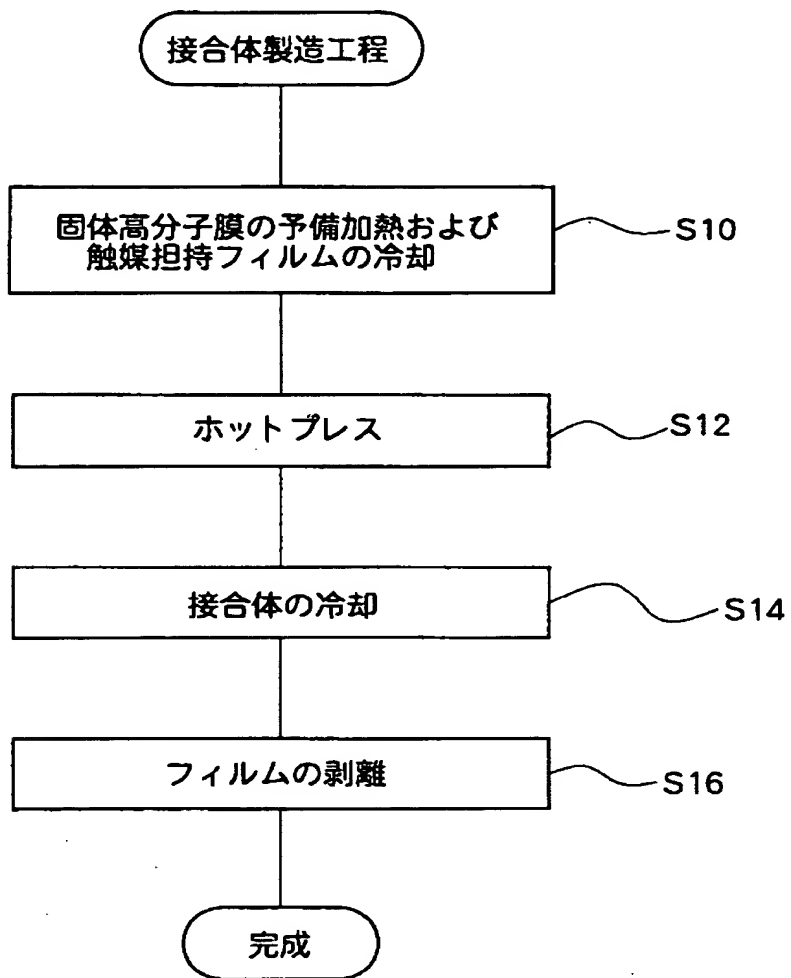 接合体製造工程
固体高分子膜の予備加熱および
触媒担持フィルムの冷却
S10
ホットプレス
S12
接合体の冷却
S14
フィルムの剥離
S16
完成